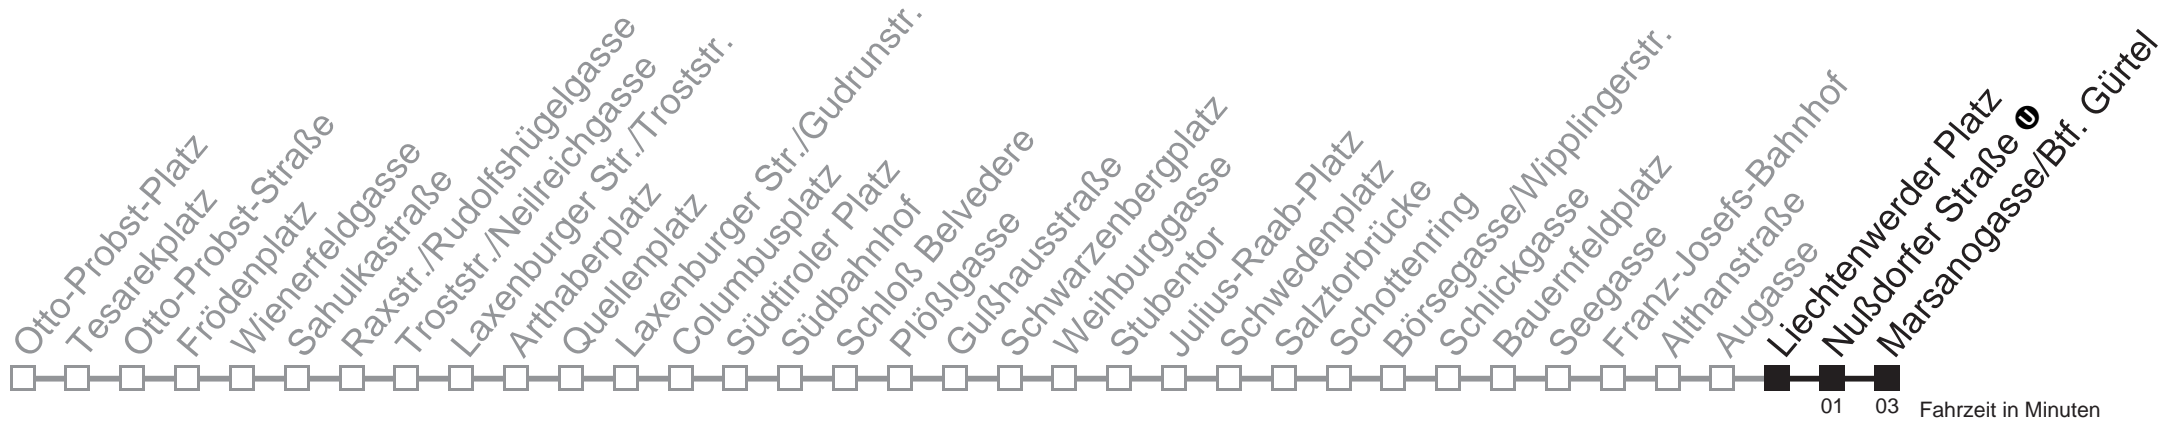 Otto-Probst-Platz
Tesarekplatz
Otto-Probst-Straße
Frödenplatz
Wienerfeldgasse
Sahulkastraße
Raxstr./Rudolfshügelgasse
Troststr./Neilreichgasse
Laxenburger Str./Troststr.
Arthaberplatz
Quellenplatz
Laxenburger Str./Gudrunstr.
Columbusplatz
Südtiroler Platz
Südbahnhof
Schloß Belvedere
Plößlgasse
Gußhausstraße
Schwarzenbergplatz
Weihburggasse
Stubentor
Julius-Raab-Platz
Schwedenplatz
Salztorbrücke
Schottenring
Börsegasse/Wipplingerstr.
Schlickgasse
Bauernfeldplatz
Seegasse
Franz-Josefs-Bahnhof
Althanstraße
Augasse
Liechtenwerder Platz
Nußdorfer Straße U
Marsanogasse/Btf. Gürtel
01 03 Fahrzeit in Minuten